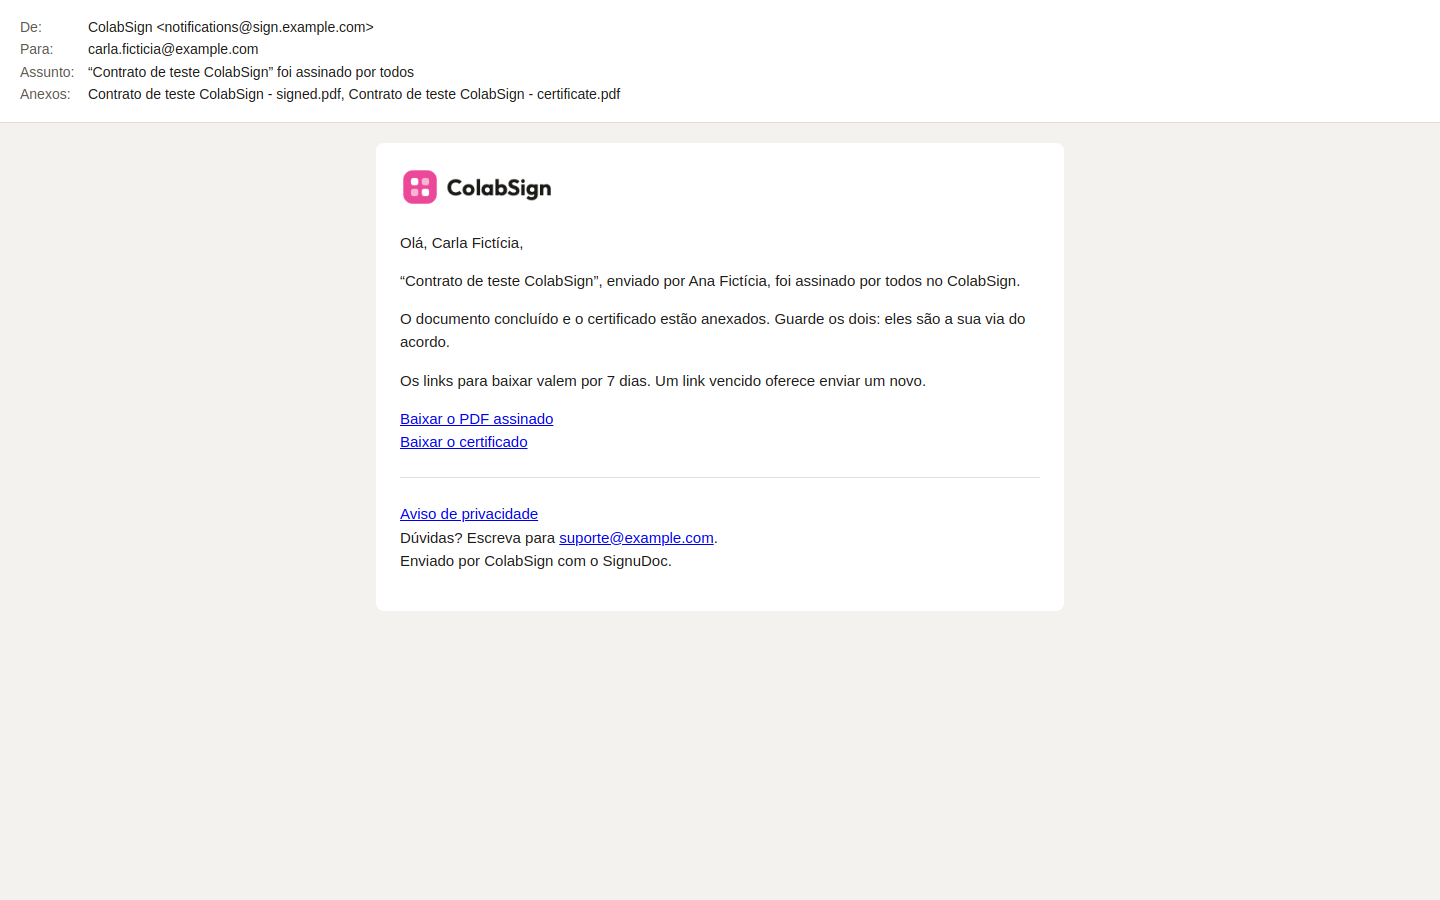 De: ColabSign <notifications@sign.example.com>
Para: carla.ficticia@example.com
Assunto: “Contrato de teste ColabSign” foi assinado por todos
Anexos: Contrato de teste ColabSign - signed.pdf, Contrato de teste ColabSign - certificate.pdf
ColabSign
Olá, Carla Fictícia,
“Contrato de teste ColabSign”, enviado por Ana Fictícia, foi assinado por todos no ColabSign.
O documento concluído e o certificado estão anexados. Guarde os dois: eles são a sua via do
acordo.
Os links para baixar valem por 7 dias. Um link vencido oferece enviar um novo.
Baixar o PDF assinado
Baixar o certificado
Aviso de privacidade
Dúvidas? Escreva para suporte@example.com.
Enviado por ColabSign com o SignuDoc.